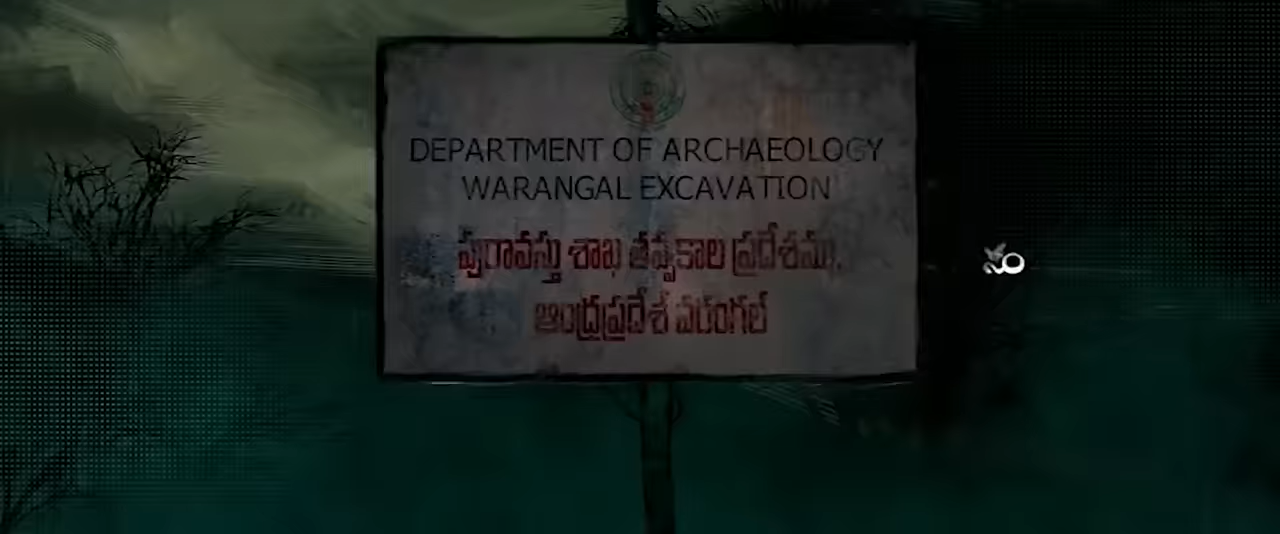 DEPARTMENT OF ARCHAEOLOGY
WARANGAL EXCAVATION
పురావస్తు శాఖ తవ్వకాల ప్రదేశము.
ఆంధ్రప్రదేశ్ వరంగల్